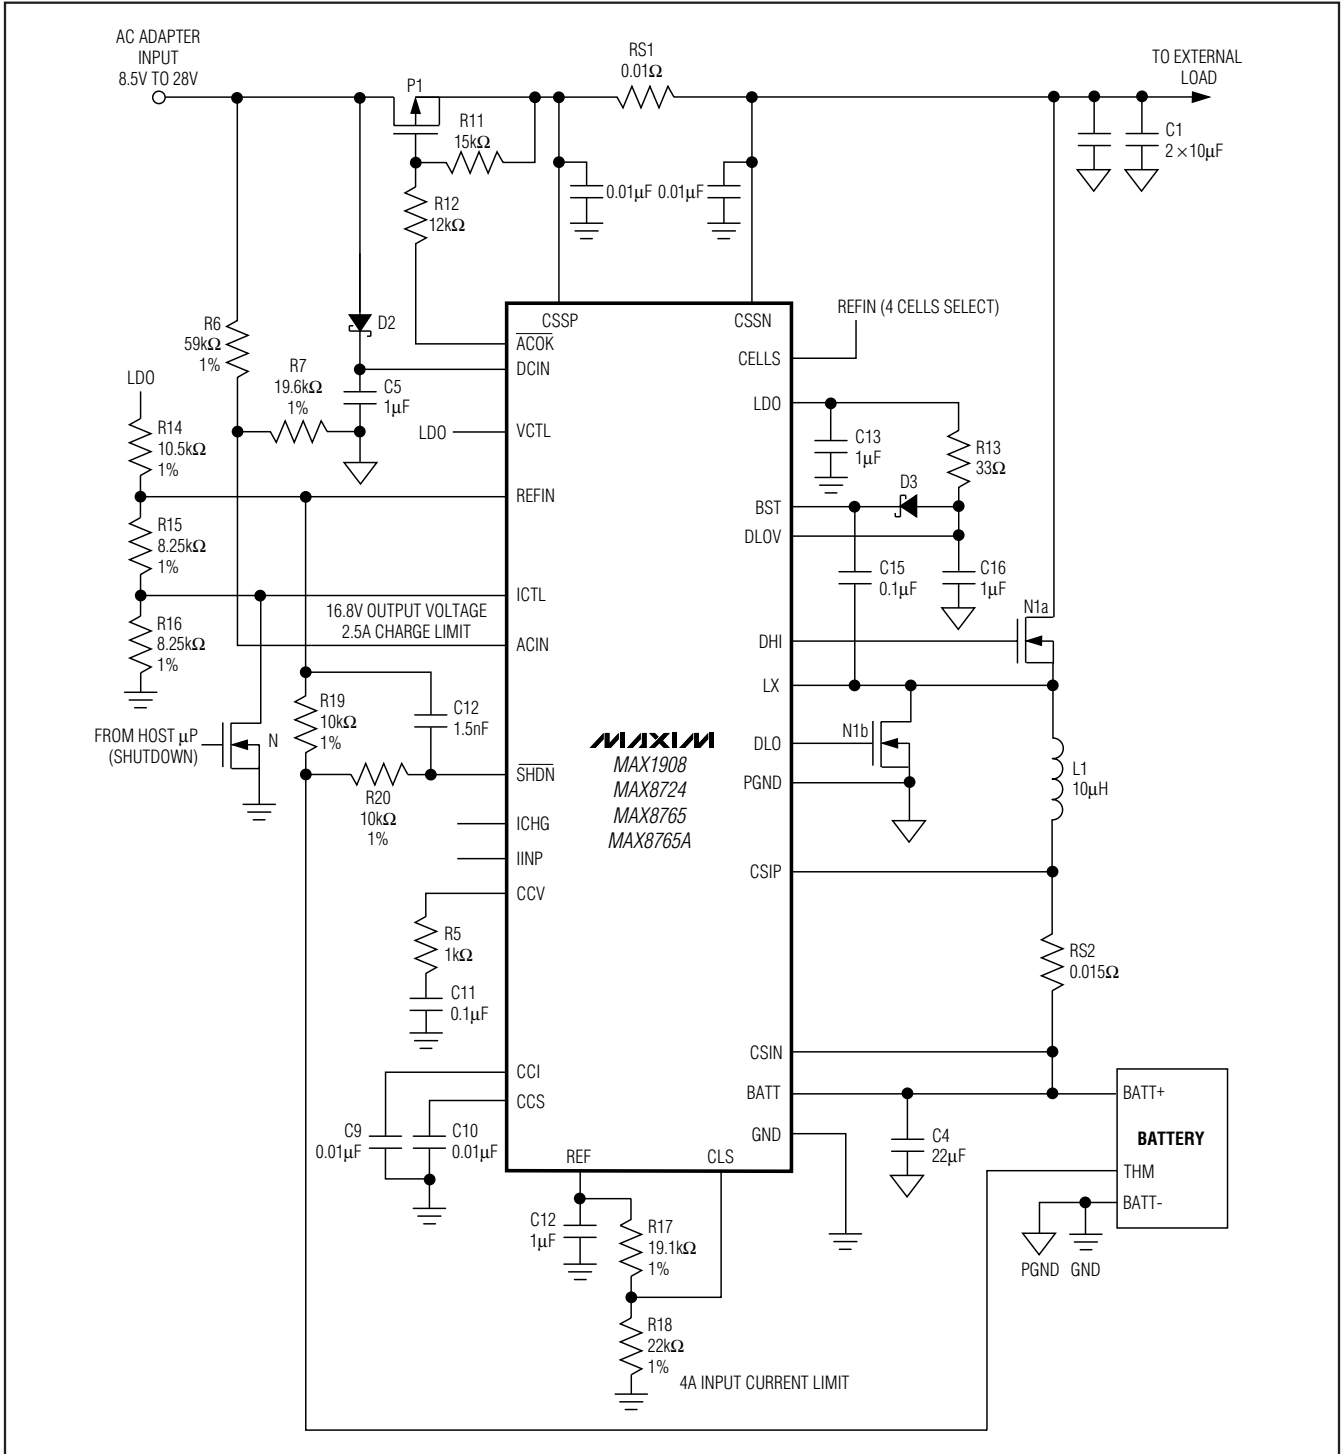 AC ADAPTER
INPUT
8.5V TO 28V
P1
RS1
0.01Ω
TO EXTERNAL
LOAD
R11
15kΩ
C1
2 ×10µF
R12
12kΩ
0.01µF
0.01µF
R6
59kΩ
1%
D2
LDO
R7
19.6kΩ
1%
C5
1µF
LDO
R14
10.5kΩ
1%
R15
8.25kΩ
1%
R16
8.25kΩ
1%
16.8V OUTPUT VOLTAGE
2.5A CHARGE LIMIT
FROM HOST µP
(SHUTDOWN)
N
R19
10kΩ
1%
C12
1.5nF
R20
10kΩ
1%
R5
1kΩ
C11
0.1µF
C9
0.01µF
C10
0.01µF
CSSP
CSSN
ACOK
DCIN
VCTL
REFIN
ICTL
ACIN
SHDN
ICHG
IINP
CCV
CCI
CCS
REF
CLS
MAXIM
MAX1908
MAX8724
MAX8765
MAX8765A
CELLS
LDO
BST
DLOV
DHI
LX
DLO
PGND
CSIP
CSIN
BATT
GND
REFIN (4 CELLS SELECT)
C13
1µF
R13
33Ω
D3
C15
0.1µF
C16
1µF
N1a
N1b
L1
10µH
RS2
0.015Ω
C4
22µF
BATT+
BATTERY
THM
BATT-
PGND
GND
C12
1µF
R17
19.1kΩ
1%
R18
22kΩ
1%
4A INPUT CURRENT LIMIT